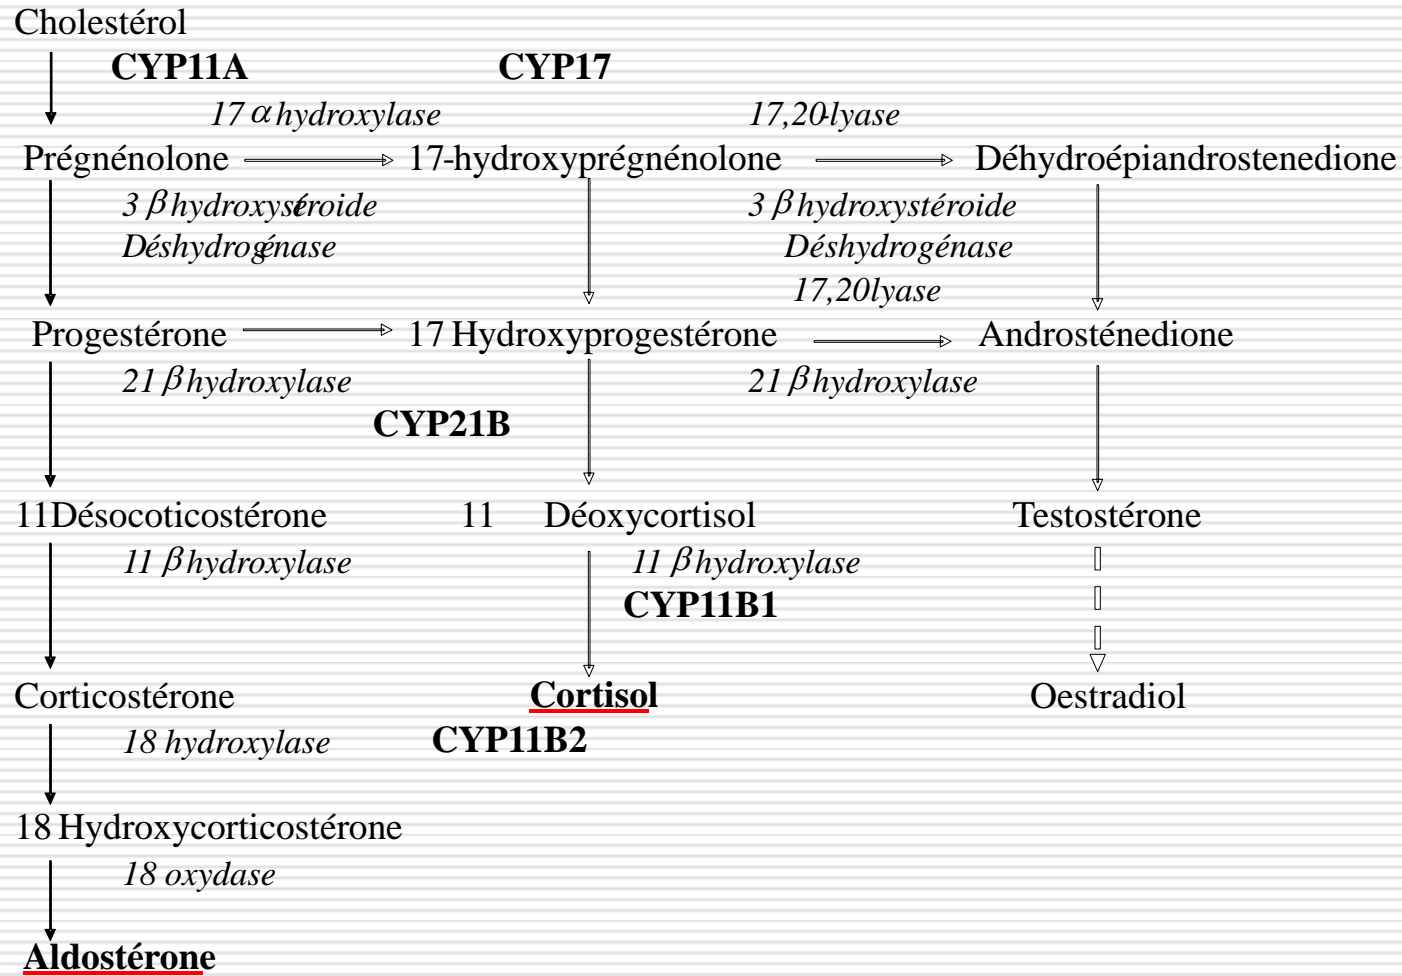 Cholestérol
CYP11A CYP17
17 α hydroxylase 17,20-lyase
Prégnénolone 17-hydroxyprégnénolone Déhydroépiandrostenedione
3 β hydroxystéroide 3 β hydroxystéroide
Déshydrogénase Déshydrogénase
17,20lyase
Progestérone 17 Hydroxyprogestérone Androsténedione
21 β hydroxylase 21 β hydroxylase
CYP21B
11Désocoticostérone 11 Déoxycortisol Testostérone
11 β hydroxylase 11 β hydroxylase
CYP11B1
Corticostérone Cortisol Oestradiol
18 hydroxylase CYP11B2
18 Hydroxycorticostérone
18 oxydase
Aldostérone